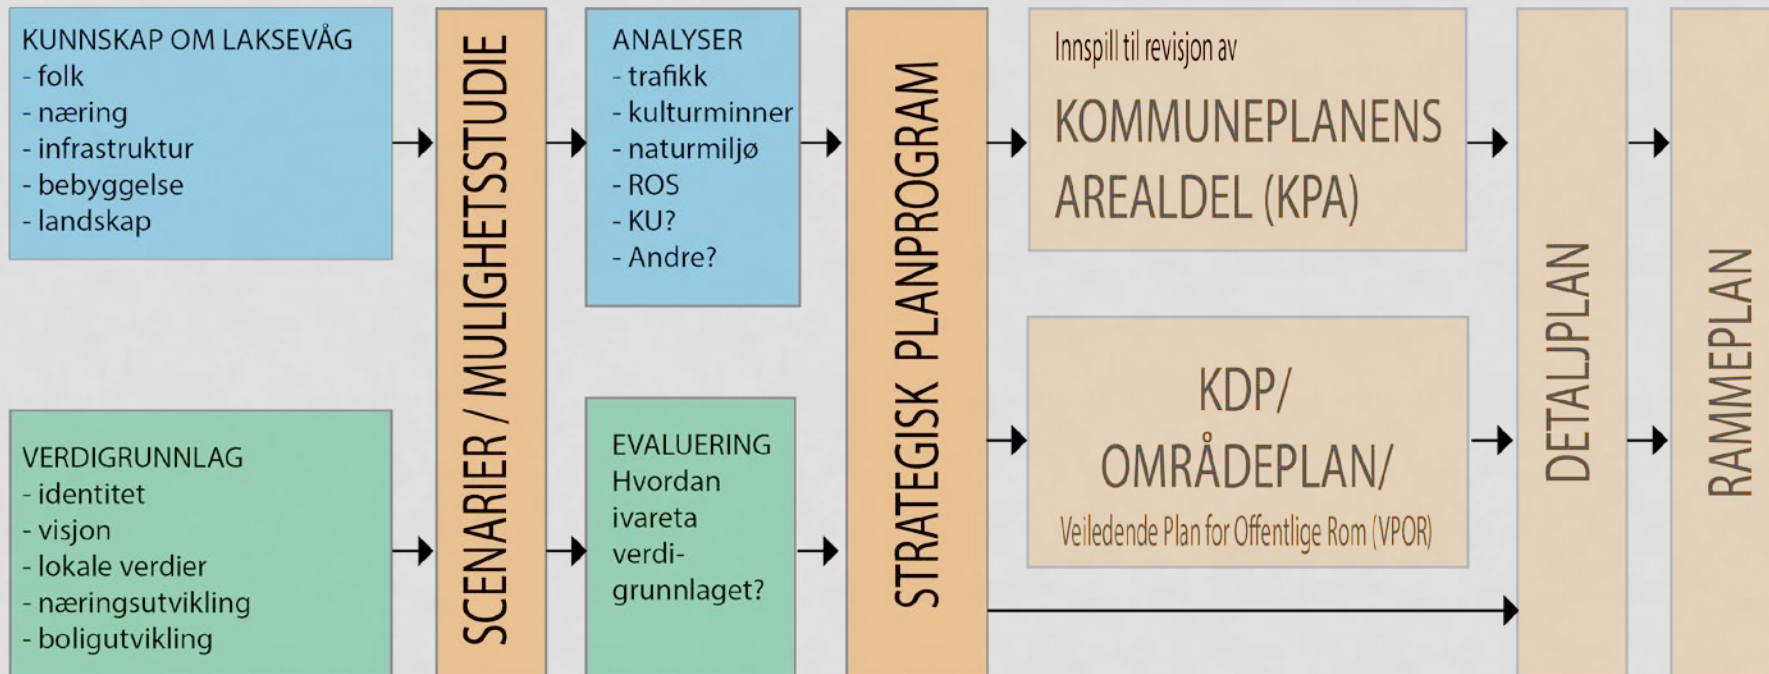 KUNNSKAP OM LAKSEVÅG
- folk
- næring
- infrastruktur
- bebyggelse
- landskap
VERDIGRUNNLAG
- identitet
- visjon
- lokale verdier
- næringsutvikling
- boligutvikling
SCENARIER / MULIGHETSSTUDIE
ANALYSER
- trafikk
- kulturminner
- naturmiljø
- ROS
- KU?
- Andre?
EVALUERING
Hvordan
ivareta
verdi-
grunnlaget?
STRATEGISK PLANPROGRAM
Innspill til revisjon av
KOMMUNEPLANENS
AREALDEL (KPA)
KDP/
OMRÅDEPLAN/
Veiledende Plan for Offentlige Rom (VPOR)
DETALJPLAN
RAMMEPLAN